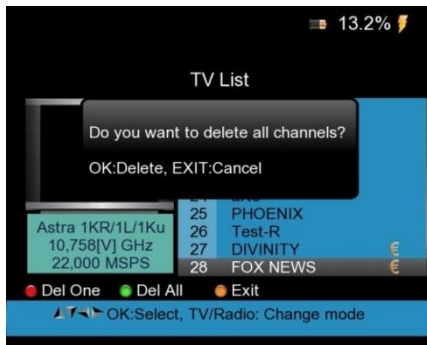 13.2%
TV List
Do you want to delete all channels?
OK:Delete, EXIT:Cancel
25 PHOENIX
26 Test-R
27 DIVINITY €
28 FOX NEWS €
Astra 1KR/1L/1Ku
10,758[V] GHz
22,000 MSPS
Del One Del All Exit
OK:Select, TV/Radio: Change mode